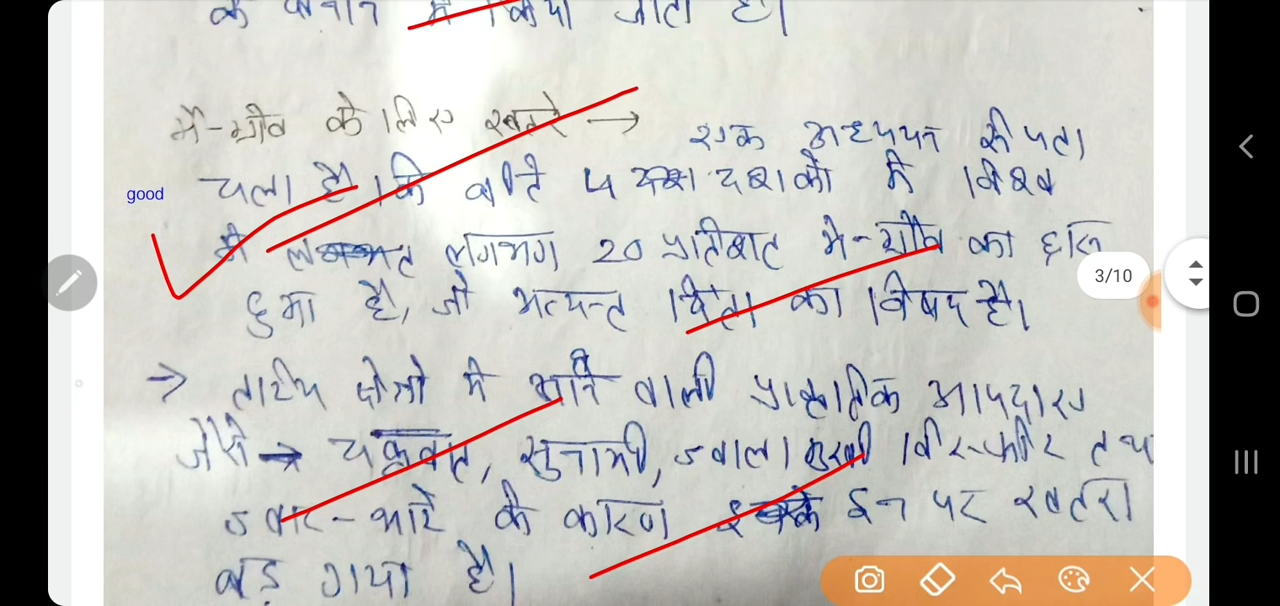 के बनाने में किया जाता है।
मैं-ग्रोव के लिए खतरे → एक अध्ययन से पता
good
चला है। कि बीते 4 दशकों में विश्व
में लगभग 20 प्रतिशत मैं-ग्रोव का
3/10
हुआ है, जो अत्यन्त चिंता का विषय है।
→ तटीय क्षेत्रो में आने वाली प्राकृतिक आपदाएं
जैसे → चक्रवात, सुनामी, ज्वालामुखी विस्फोट तथा
ज्वार-भाटे के कारण इन पर खतरा
बढ़ गया है।